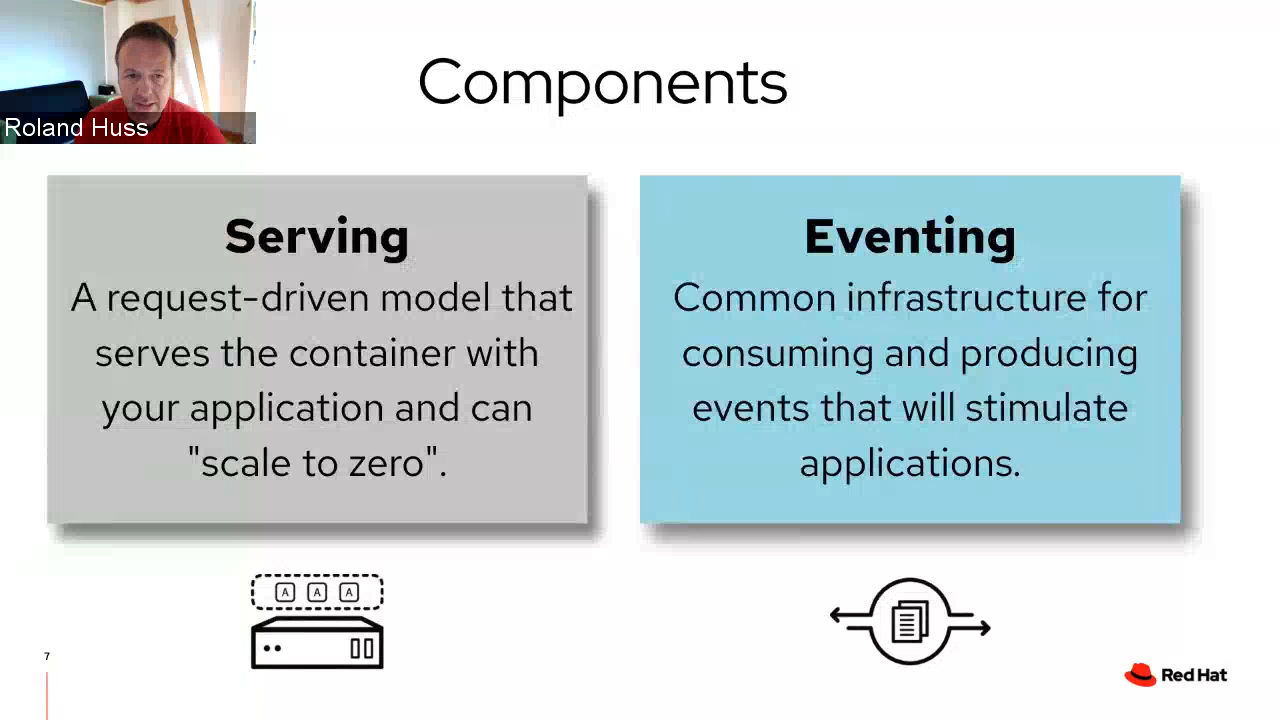 Roland Huss
Components
Serving
A request-driven model that
serves the container with
your application and can
"scale to zero".
Eventing
Common infrastructure for
consuming and producing
events that will stimulate
applications.
A A A
7
Red Hat